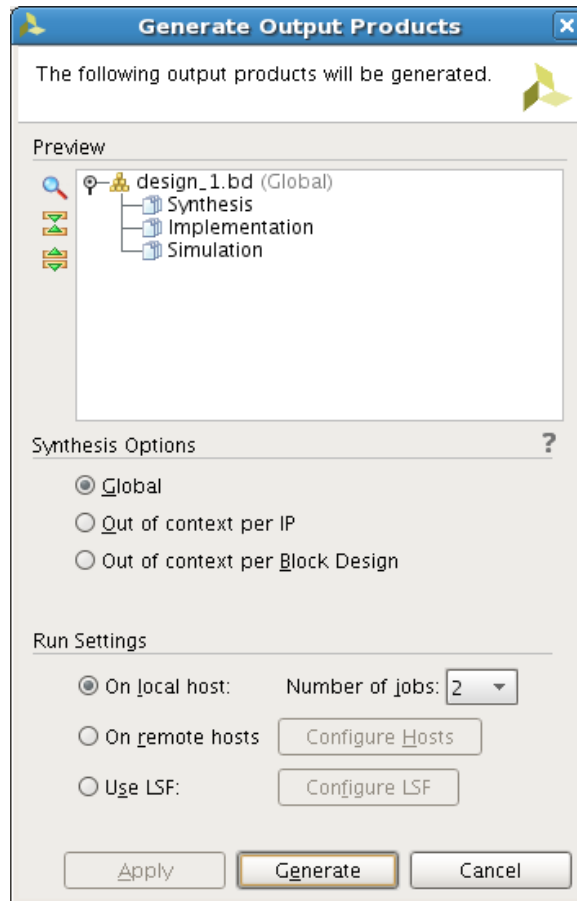 Generate Output Products
The following output products will be generated.
Preview
design_1.bd (Global)
Synthesis
Implementation
Simulation
Synthesis Options ?
Global
Out of context per IP
Out of context per Block Design
Run Settings
On local host: Number of jobs: 2
On remote hosts Configure Hosts
Use LSF: Configure LSF
Apply Generate Cancel